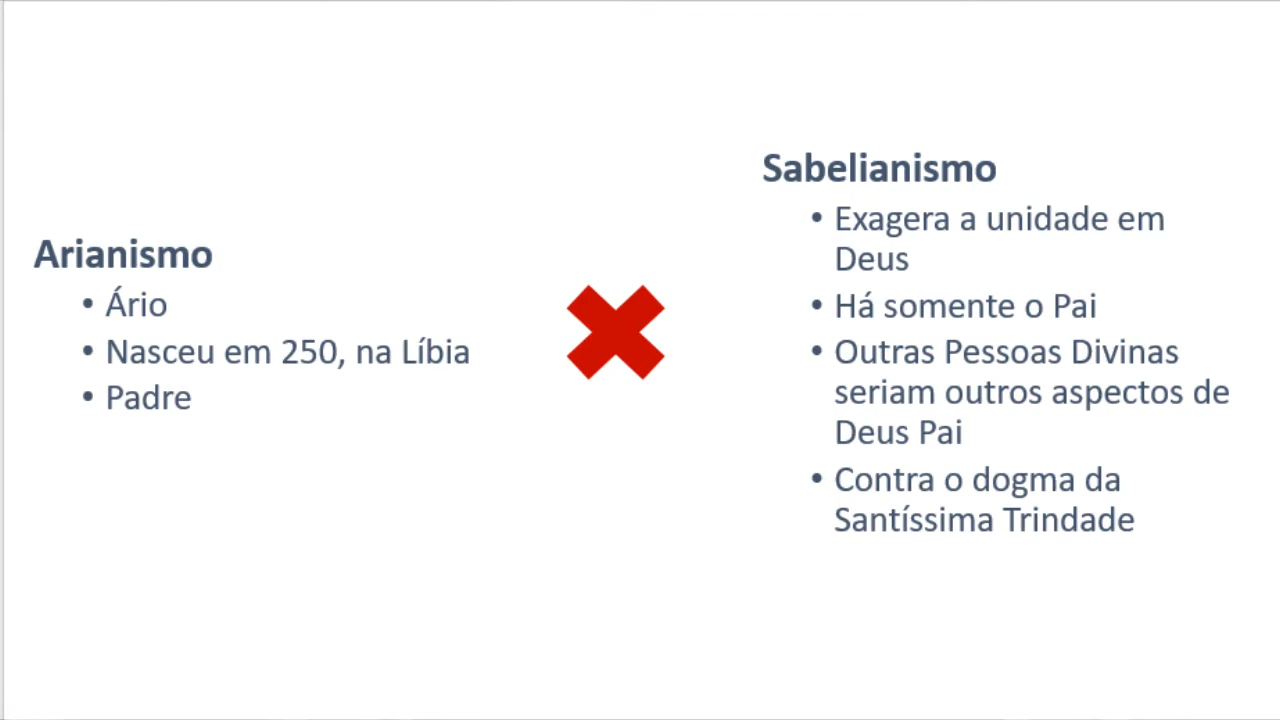 Arianismo
• Ário
• Nasceu em 250, na Líbia
• Padre
Sabelianismo
• Exagera a unidade em
Deus
• Há somente o Pai
• Outras Pessoas Divinas
seriam outros aspectos de
Deus Pai
• Contra o dogma da
Santíssima Trindade